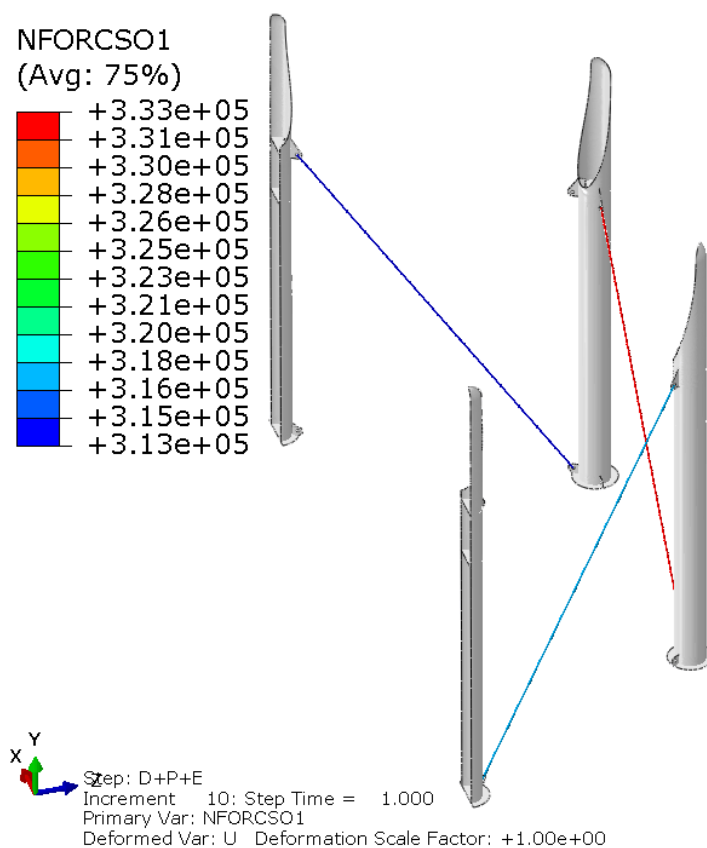 NFORCSO1
(Avg: 75%)
+3.33e+05
+3.31e+05
+3.30e+05
+3.28e+05
+3.26e+05
+3.25e+05
+3.23e+05
+3.21e+05
+3.20e+05
+3.18e+05
+3.16e+05
+3.15e+05
+3.13e+05
Y
X
Z
Step: D+P+E
Increment 10: Step Time = 1.000
Primary Var: NFORCSO1
Deformed Var: U Deformation Scale Factor: +1.00e+00